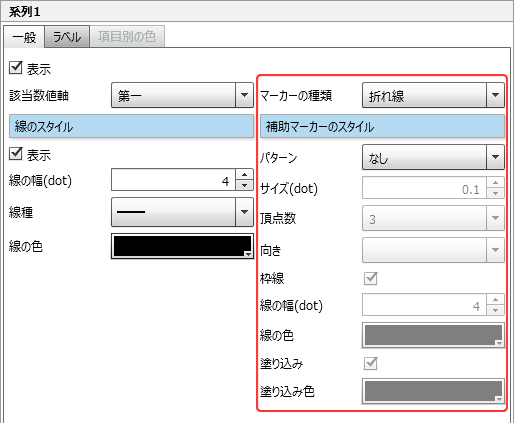 系列1
一般
ラベル
項目別の色
表示
該当数値軸
第一
線のスタイル
表示
線の幅(dot)
4
線種
線の色
マーカーの種類
折れ線
補助マーカーのスタイル
パターン
なし
サイズ(dot)
0.1
頂点数
3
向き
枠線
線の幅(dot)
4
線の色
塗り込み
塗り込み色